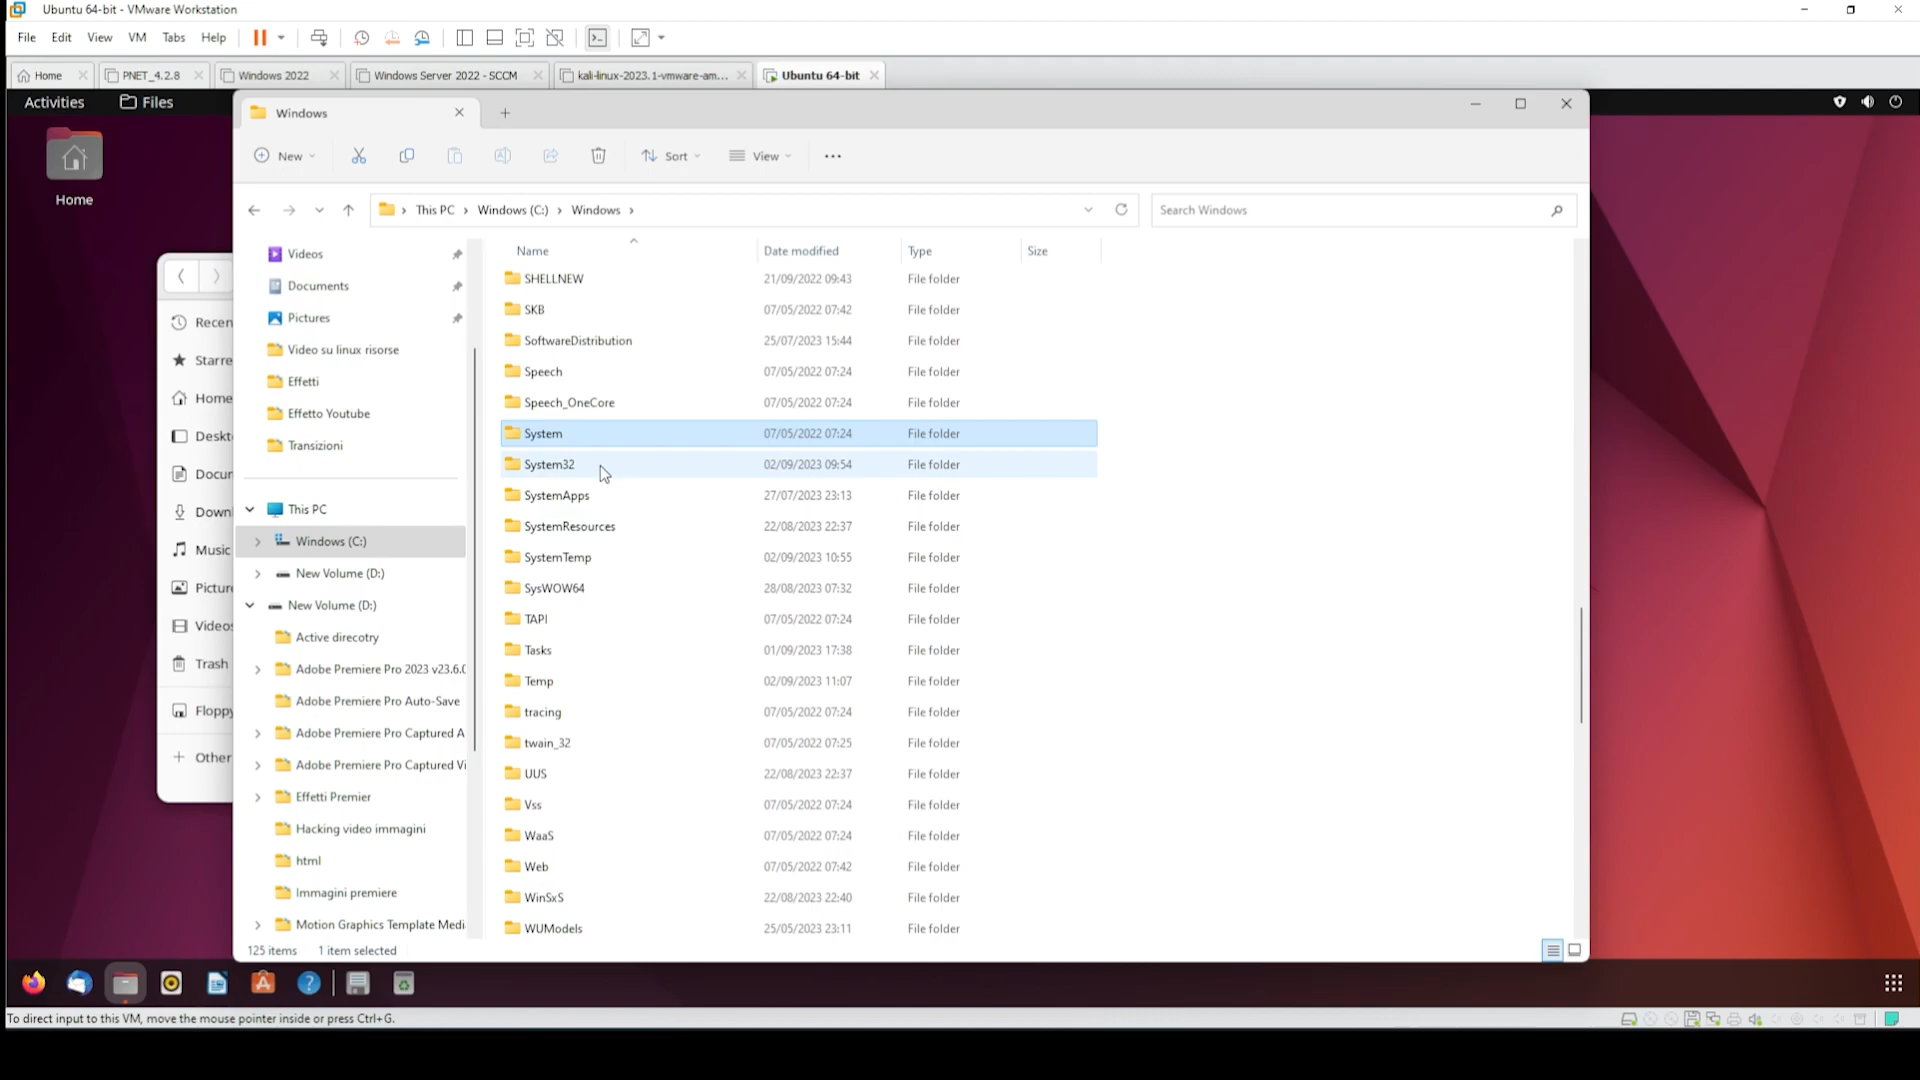 Ubuntu 64-bit - VMware Workstation
File Edit View VM Tabs Help
Home PNET_4.2.8 Windows 2022 Windows Server 2022 - SCCM kali-linux-2023.1-vmware-am... Ubuntu 64-bit
Activities Files
Home
Windows
New Sort View
This PC Windows (C:) Windows
Search Windows
Name Date modified Type Size
SHELLNEW 21/09/2022 09:43 File folder
SKB 07/05/2022 07:42 File folder
SoftwareDistribution 25/07/2023 15:44 File folder
Speech 07/05/2022 07:24 File folder
Speech_OneCore 07/05/2022 07:24 File folder
System 07/05/2022 07:24 File folder
System32 02/09/2023 09:54 File folder
SystemApps 27/07/2023 23:13 File folder
SystemResources 22/08/2023 22:37 File folder
SystemTemp 02/09/2023 10:55 File folder
SysWOW64 28/08/2023 07:32 File folder
TAPI 07/05/2022 07:24 File folder
Tasks 01/09/2023 17:38 File folder
Temp 02/09/2023 11:07 File folder
tracing 07/05/2022 07:24 File folder
twain_32 07/05/2022 07:25 File folder
UUS 22/08/2023 22:37 File folder
Vss 07/05/2022 07:24 File folder
WaaS 07/05/2022 07:24 File folder
Web 07/05/2022 07:42 File folder
WinSxS 22/08/2023 22:40 File folder
WUModels 25/05/2023 23:11 File folder
Videos
Documents
Pictures
Video su linux risorse
Effetti
Effetto Youtube
Transizioni
This PC
Windows (C:)
New Volume (D:)
New Volume (D:)
Active direcotry
Adobe Premiere Pro 2023 v23.6.0
Adobe Premiere Pro Auto-Save
Adobe Premiere Pro Captured A
Adobe Premiere Pro Captured Vi
Effetti Premier
Hacking video immagini
html
Immagini premiere
Motion Graphics Template Medi
Recen
Starre
Home
Deskt
Docur
Downl
Music
Picture
Videos
Trash
Floppy
Other
125 items 1 item selected
To direct input to this VM, move the mouse pointer inside or press Ctrl+G.